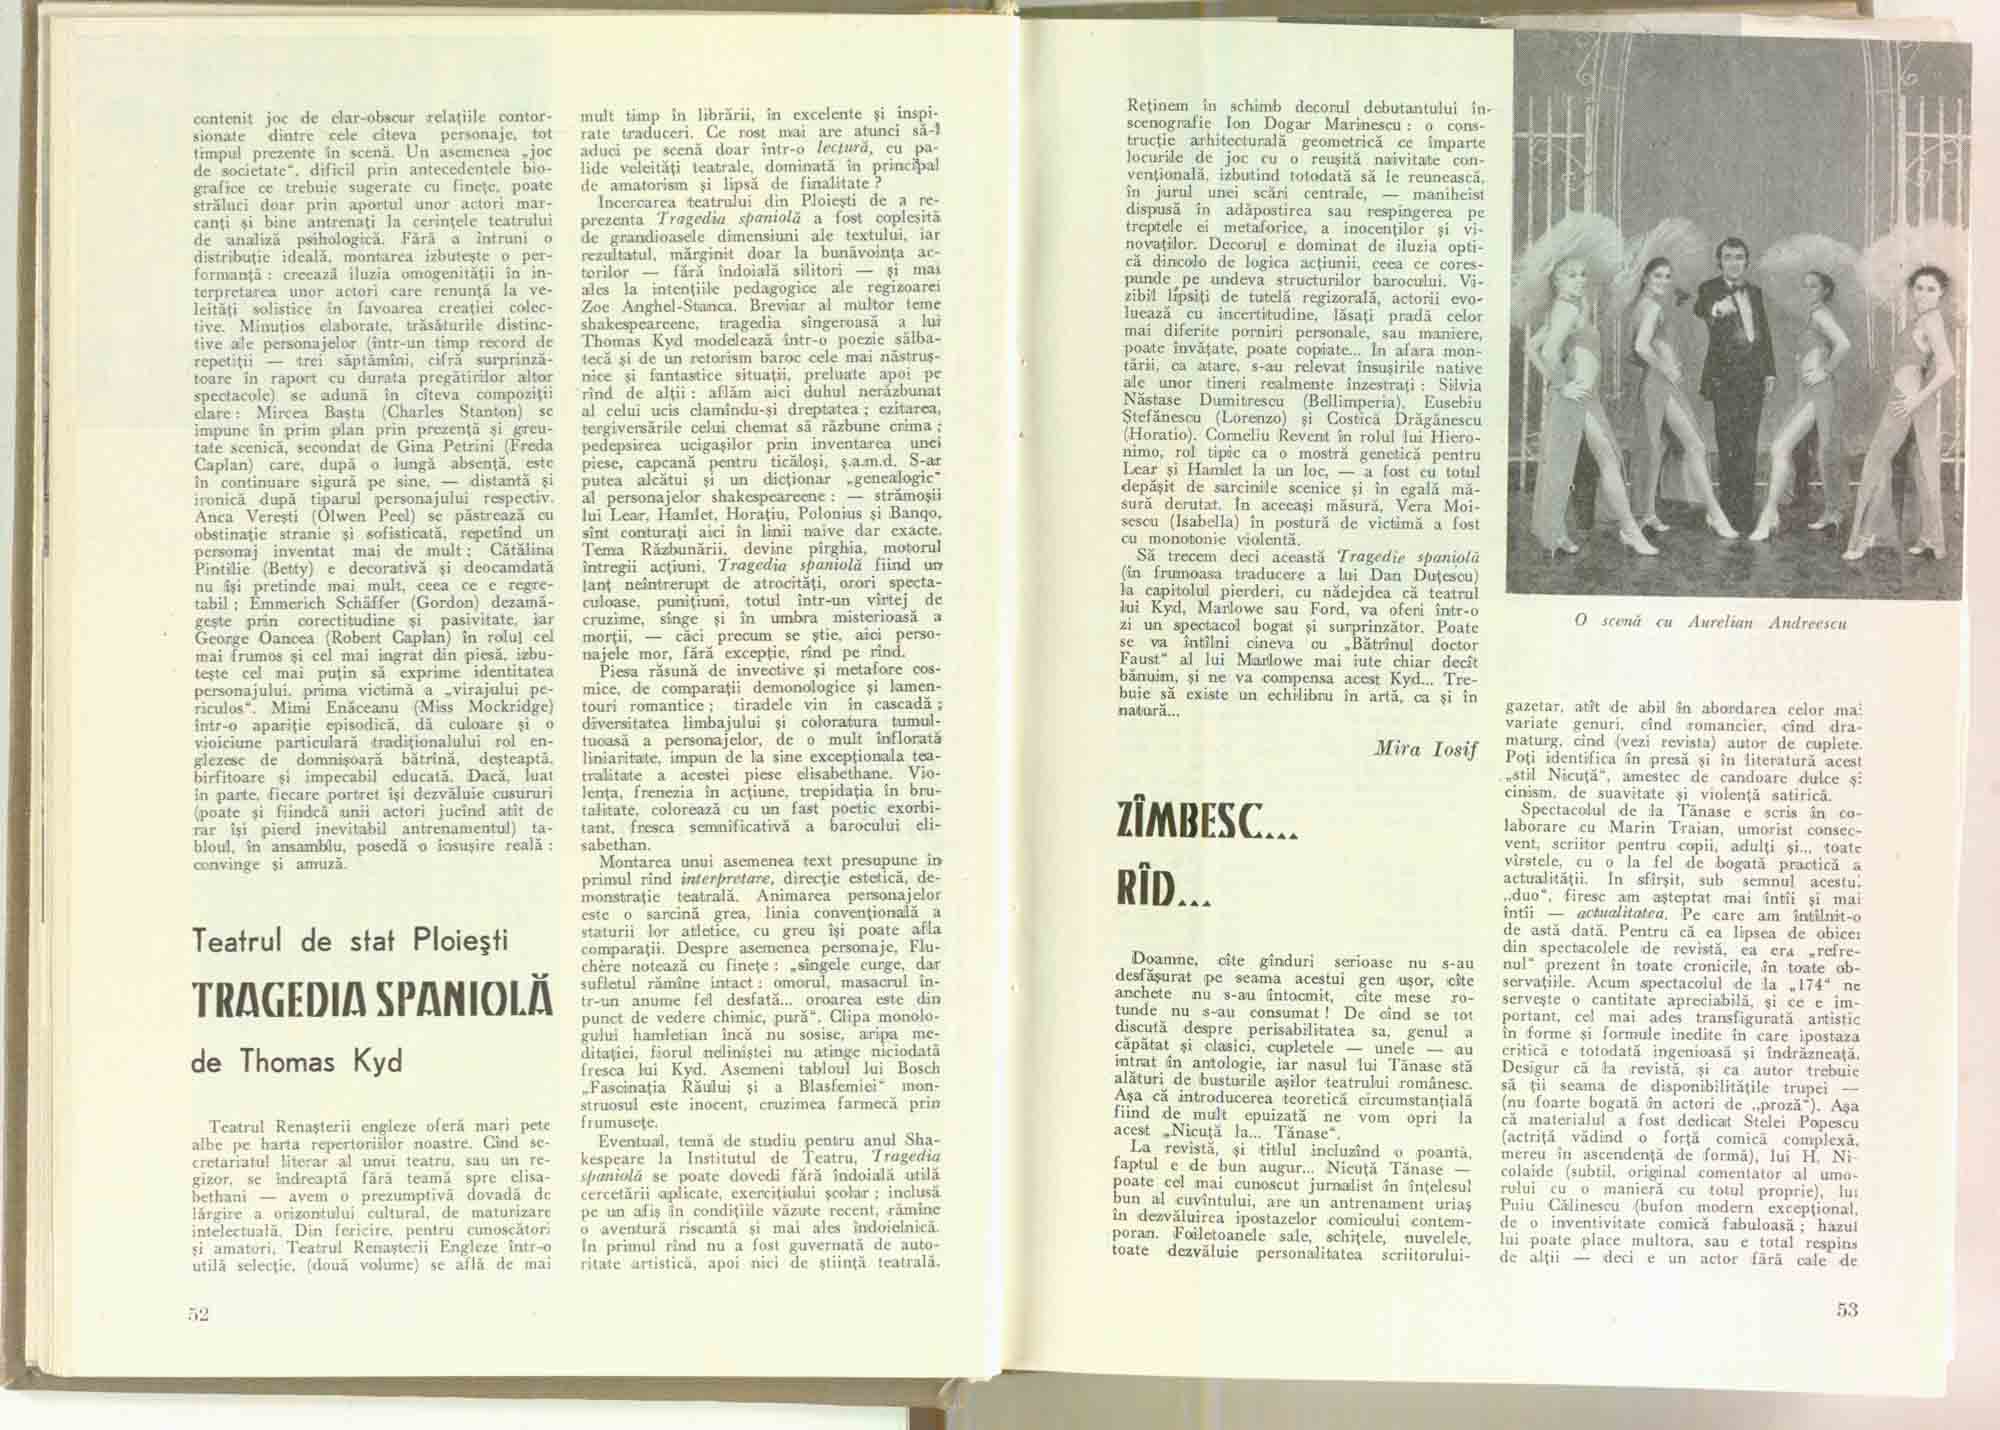 contenit joc de clar-obscur relațiile contor-
sionate dintre cele cîteva personaje, tot
timpul prezente în scenă. Un asemenea „joc
de societate“, dificil prin antecedentele bio-
grafice ce trebuie sugerate cu finețe, poate
străluci doar prin aportul unor actori mar-
canți și bine antrenați la cerințele teatrului
de analiză psihologică. Fără a întruni o
distribuție ideală, montarea izbutește o per-
formanță : creează iluzia omogenității în in-
terpretarea unor actori care renunță la ve-
leități solistice în favoarea creației colec-
tive. Minuțios elaborate, trăsăturile distinc-
tive ale personajelor (într-un timp record de
repetiții — trei săptămîni, cifră surprinză-
toare în raport cu durata pregătirilor altor
spectacole) se adună în cîteva compoziții
clare : Mircea Bașta (Charles Stanton) se
impune în prim plan prin prezență și greu-
tate scenică, secondat de Gina Petrini (Freda
Caplan) care, după o lungă absență, este
în continuare sigură pe sine, — distantă și
ironică după tiparul personajului respectiv.
Anca Verești (Olwen Peel) se păstrează cu
obstinație stranie și sofisticată, repetînd un
personaj inventat mai de mult ; Cătălina
Pintilie (Betty) e decorativă și deocamdată
nu își pretinde mai mult, ceea ce e regre-
tabil ; Emmerich Schäffer (Gordon) dezamă-
gește prin corectitudine și pasivitate, iar
George Oancea (Robert Caplan) în rolul cel
mai frumos și cel mai ingrat din piesă, izbu-
tește cel mai puțin să exprime identitatea
personajului, prima victimă a „virajului pe-
riculos“. Mimi Enăceanu (Miss Mockridge)
într-o apariție episodică, dă culoare și o
vioiciune particulară tradiționalului rol en-
glezesc de domnișoară bătrînă, deșteaptă,
bîrfitoare și impecabil educată. Dacă, luat
în parte, fiecare portret își dezvăluie cusururi
(poate și fiindcă unii actori jucînd atît de
rar își pierd inevitabil antrenamentul) ta-
bloul, în ansamblu, posedă o însușire reală :
convinge și amuză.
Teatrul de stat Ploiești
TRAGEDIA SPANIOLĂ
de Thomas Kyd
Teatrul Renașterii engleze oferă mari pete
albe pe harta repertoriilor noastre. Cînd se-
cretariatul literar al unui teatru, sau un re-
gizor, se îndreaptă fără teamă spre elisa-
bethani — avem o prezumptivă dovadă de
lărgire a orizontului cultural, de maturizare
intelectuală. Din fericire, pentru cunoscători
și amatori, Teatrul Renașterii Engleze într-o
utilă selecție, (două volume) se află de mai
52
mult timp în librării, în excelente și inspi-
rate traduceri. Ce rost mai are atunci să-l
aduci pe scenă doar într-o lectură, cu pa-
lide veleități teatrale, dominată în principal
de amatorism și lipsă de finalitate ?
Încercarea teatrului din Ploiești de a re-
prezenta Tragedia spaniolă a fost copleșită
de grandioasele dimensiuni ale textului, iar
rezultatul, mărginit doar la bunăvoința ac-
torilor — fără îndoială silitori — și mai
ales la intențiile pedagogice ale regizoarei
Zoe Anghel-Stanca. Breviar al multor teme
shakespeareene, tragedia sîngeroasă a lui
Thomas Kyd modelează într-o poezie sălba-
tecă și de un retorism baroc cele mai năstruș-
nice și fantastice situații, preluate apoi pe
rînd de alții : aflăm aici duhul nerăzbunat
al celui ucis clamîndu-și dreptatea ; ezitarea,
tergiversările celui chemat să răzbune crima ;
pedepsirea ucigașilor prin inventarea unei
piese, capcană pentru ticăloși, ș.a.m.d. S-ar
putea alcătui și un dicționar „genealogic“
al personajelor shakespeareene : — strămoșii
lui Lear, Hamlet, Horațiu, Polonius și Banqo,
sînt conturați aici în linii naive dar exacte.
Tema Răzbunării, devine pîrghia, motorul
întregii acțiuni, Tragedia spaniolă fiind un
lanț neîntrerupt de atrocități, orori specta-
culoase, punițiuni, totul într-un vîrtej de
cruzime, sînge și în umbra misterioasă a
morții, — căci precum se știe, aici perso-
najele mor, fără excepție, rînd pe rînd.
Piesa răsună de invective și metafore cos-
mice, de comparații demonologice și lamen-
touri romantice ; tiradele vin în cascadă ;
diversitatea limbajului și coloratura tumul-
tuoasă a personajelor, de o mult înflorată
liniaritate, impun de la sine excepționala tea-
tralitate a acestei piese elisabethane. Vio-
lența, frenezia în acțiune, trepidația în bru-
talitate, colorează cu un fast poetic exorbi-
tant, fresca semnificativă a barocului eli-
sabethan.
Montarea unui asemenea text presupune în
primul rînd interpretare, direcție estetică, de-
monstrație teatrală. Animarea personajelor
este o sarcină grea, linia convențională a
staturii lor atletice, cu greu își poate afla
comparații. Despre asemenea personaje, Flu-
chère notează cu finețe : „sîngele curge, dar
sufletul rămîne intact : omorul, masacrul în-
tr-un anume fel desfată... oroarea este din
punct de vedere chimic, pură“. Clipa monolo-
gului hamletian încă nu sosise, aripa me-
ditației, fiorul neliniștei nu atinge niciodată
fresca lui Kyd. Asemeni tabloul lui Bosch
„Fascinația Răului și a Blasfemiei“ mon-
struosul este inocent, cruzimea farmecă prin
frumusețe.
Eventual, temă de studiu pentru anul Sha-
kespeare la Institutul de Teatru, Tragedia
spaniolă se poate dovedi fără îndoială utilă
cercetării aplicate, exercițiului școlar ; inclusă
pe un afiș în condițiile văzute recent, rămîne
o aventură riscantă și mai ales îndoielnică.
În primul rînd nu a fost guvernată de auto-
ritate artistică, apoi nici de știință teatrală.
Reținem în schimb decorul debutantului în-
scenografie Ion Dogar Marinescu : o cons-
trucție arhitecturală geometrică ce împarte
locurile de joc cu o reușită naivitate con-
vențională, izbutind totodată să le reunească,
în jurul unei scări centrale, — maniheist
dispusă în adăpostirea sau respingerea pe
treptele ei metaforice, a inocenților și vi-
novaților. Decorul e dominat de iluzia opti-
că dincolo de logica acțiunii, ceea ce cores-
punde pe undeva structurilor barocului. Vi-
zibil lipsiți de tutelă regizorală, actorii evo-
luează cu incertitudine, lăsați pradă celor
mai diferite porniri personale, sau maniere,
poate învățate, poate copiate... În afara mon-
tării, ca atare, s-au relevat însușirile native
ale unor tineri realmente înzestrați : Silvia
Năstase Dumitrescu (Bellimperia), Eusebiu
Ștefănescu (Lorenzo) și Costică Drăgănescu
(Horatio). Corneliu Revent în rolul lui Hiero-
nimo, rol tipic ca o mostră genetică pentru
Lear și Hamlet la un loc, — a fost cu totul
depășit de sarcinile scenice și în egală mă-
sură derutat. În aceeași măsură, Vera Moi-
sescu (Isabella) în postură de victimă a fost
cu monotonie violentă.
Să trecem deci această Tragedie spaniolă
(în frumoasa traducere a lui Dan Duțescu)
la capitolul pierderi, cu nădejdea că teatrul
lui Kyd, Marlowe sau Ford, va oferi într-o
zi un spectacol bogat și surprinzător. Poate
se va întîlni cineva cu „Bătrînul doctor
Faust“ al lui Marlowe mai iute chiar decît
bănuim, și ne va compensa acest Kyd... Tre-
buie să existe un echilibru în artă, ca și în
natură...
Mira Iosif
ZÎMBESC...
RÎD...
Doamne, cîte gînduri serioase nu s-au
desfășurat pe seama acestui gen ușor, cîte
anchete nu s-au întocmit, cîte mese ro-
tunde nu s-au consumat ! De cînd se tot
discută despre perisabilitatea sa, genul a
căpătat și clasici, cupletele — unele — au
intrat în antologie, iar nasul lui Tănase stă
alături de busturile așilor teatrului românesc.
Așa că introducerea teoretică circumstanțială
fiind de mult epuizată ne vom opri la
acest „Nicuță la... Tănase“.
La revistă, și titlul incluzînd o poantă,
faptul e de bun augur... Nicuță Tănase —
poate cel mai cunoscut jurnalist în înțelesul
bun al cuvîntului, are un antrenament uriaș
în dezvăluirea ipostazelor comicului contem-
poran. Foiletoanele sale, schițele, nuvelele,
toate dezvăluie personalitatea scriitorului-
O scenă cu Aurelian Andreescu
gazetar, atît de abil în abordarea celor mai
variate genuri, cînd romancier, cînd dra-
maturg, cînd (vezi revista) autor de cuplete.
Poți identifica în presă și în literatură acest
„stil Nicuță“, amestec de candoare dulce și
cinism, de suavitate și violență satirică.
Spectacolul de la Tănase e scris în co-
laborare cu Marin Traian, umorist consec-
vent, scriitor pentru copii, adulți și... toate
vîrstele, cu o la fel de bogată practică a
actualității. În sfîrșit, sub semnul acestui
„duo“, firesc am așteptat mai întîi și mai
întîi — actualitatea. Pe care am întîlnit-o
de astă dată. Pentru că ea lipsea de obicei
din spectacolele de revistă, ea era „refre-
nul“ prezent în toate cronicile, în toate ob-
servațiile. Acum spectacolul de la „174“ ne
servește o cantitate apreciabilă, și ce e im-
portant, cel mai ades transfigurată artistic
în forme și formule inedite în care ipostaza
critică e totodată ingenioasă și îndrăzneață.
Desigur că la revistă, și ca autor trebuie
să ții seama de disponibilitățile trupei —
(nu foarte bogată în actori de „proză“). Așa
că materialul a fost dedicat Stelei Popescu
(actriță vădind o forță comică complexă,
mereu în ascendență de formă), lui H. Ni-
colaide (subtil, original comentator al umo-
rului cu o manieră cu totul proprie), lui
Puiu Călinescu (bufon modern excepțional,
de o inventivitate comică fabuloasă ; hazul
lui poate place multora, sau e total respins
de alții — deci e un actor fără cale de
53